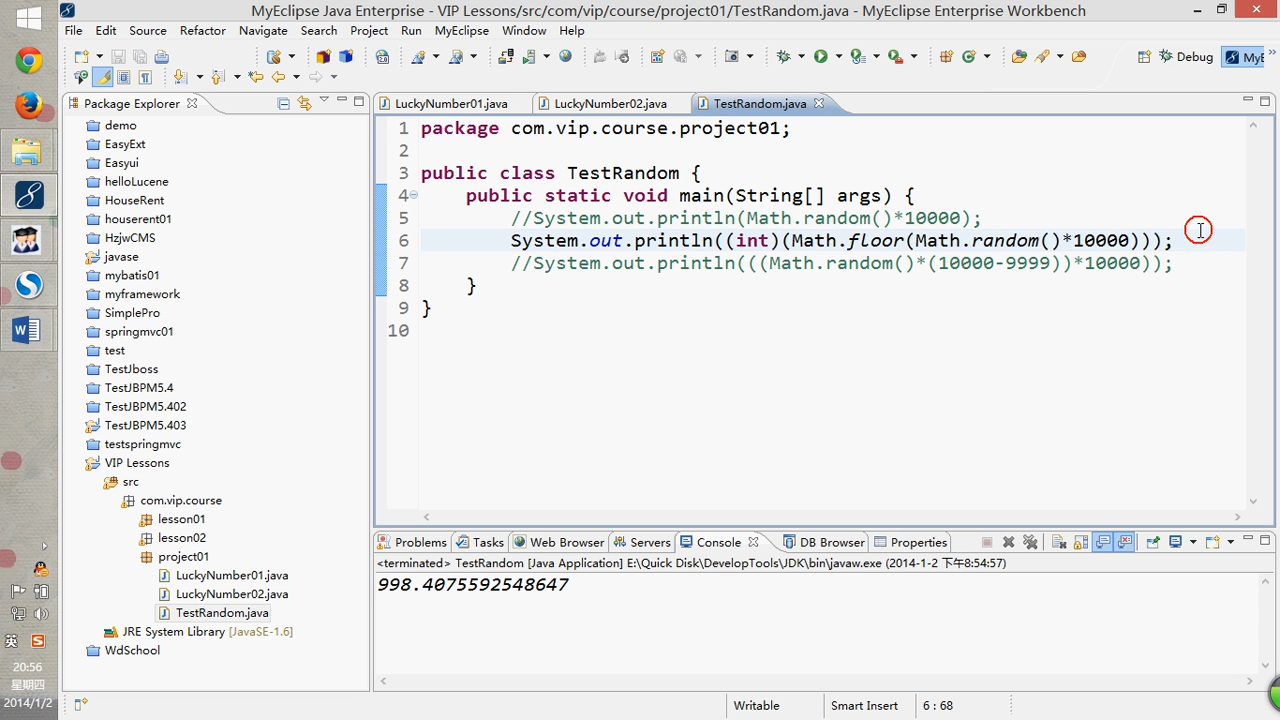 MyEclipse Java Enterprise - VIP Lessons/src/com/vip/course/project01/TestRandom.java - MyEclipse Enterprise Workbench
File Edit Source Refactor Navigate Search Project Run MyEclipse Window Help
Debug MyE
Package Explorer
LuckyNumber01.java LuckyNumber02.java TestRandom.java
demo
EasyExt
Easyui
helloLucene
HouseRent
houserent01
HzjwCMS
javase
mybatis01
myframework
SimplePro
springmvc01
test
TestJboss
TestJBPM5.4
TestJBPM5.402
TestJBPM5.403
testspringmvc
VIP Lessons
src
com.vip.course
lesson01
lesson02
project01
LuckyNumber01.java
LuckyNumber02.java
TestRandom.java
JRE System Library [JavaSE-1.6]
WdSchool
1 package com.vip.course.project01;
2
3 public class TestRandom {
4 public static void main(String[] args) {
5 //System.out.println(Math.random()*10000);
6 System.out.println((int)(Math.floor(Math.random()*10000)));
7 //System.out.println(((Math.random()*(10000-9999))*10000));
8 }
9 }
10
Problems Tasks Web Browser Servers Console DB Browser Properties
<terminated> TestRandom [Java Application] E:\Quick Disk\DevelopTools\JDK\bin\javaw.exe (2014-1-2 下午8:54:57)
998.4075592548647
Writable Smart Insert 6 : 68
英
20:56
星期四
2014/1/2